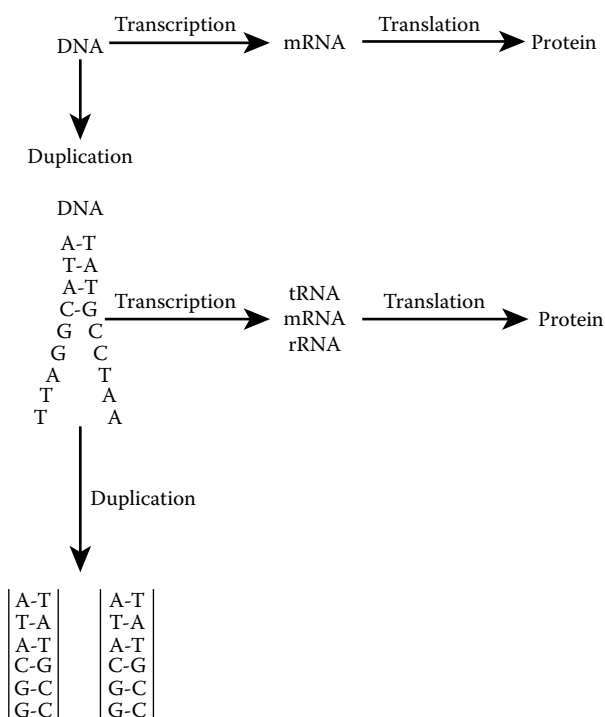 DNA Transcription mRNA Translation Protein
Duplication
DNA
A-T
T-A
A-T
C-G
G C
G C
A T
T A
T A
Transcription
tRNA
mRNA
rRNA
Translation
Protein
Duplication
A-T A-T
T-A T-A
A-T A-T
C-G C-G
G-C G-C
G-C G-C